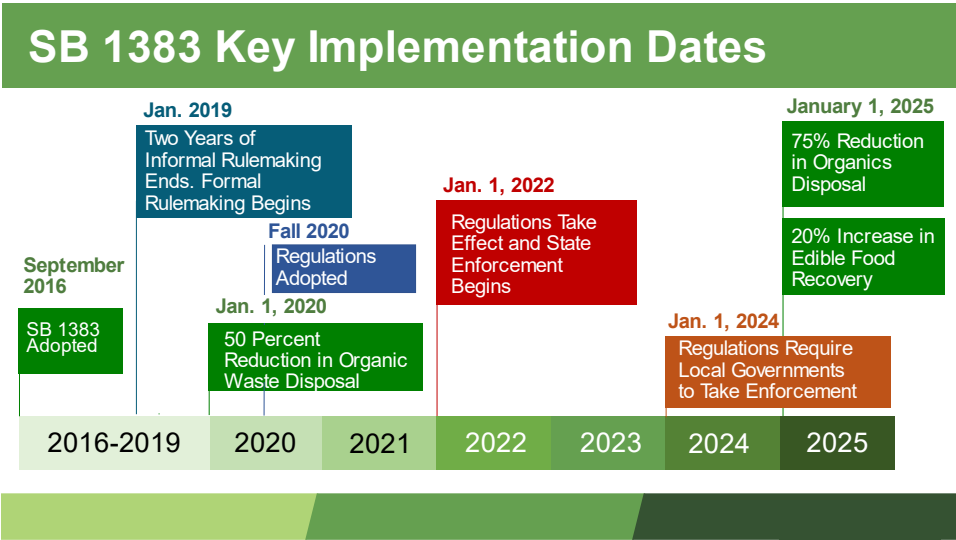 SB 1383 Key Implementation Dates
Jan. 2019
Two Years of
Informal Rulemaking
Ends. Formal
Rulemaking Begins
January 1, 2025
75% Reduction
in Organics
Disposal
Jan. 1, 2022
Regulations Take
Effect and State
Enforcement
Begins
Fall 2020
Regulations
Adopted
20% Increase in
Edible Food
Recovery
September
2016
SB 1383
Adopted
Jan. 1, 2020
50 Percent
Reduction in Organic
Waste Disposal
Jan. 1, 2024
Regulations Require
Local Governments
to Take Enforcement
2016-2019
2020
2021
2022
2023
2024
2025